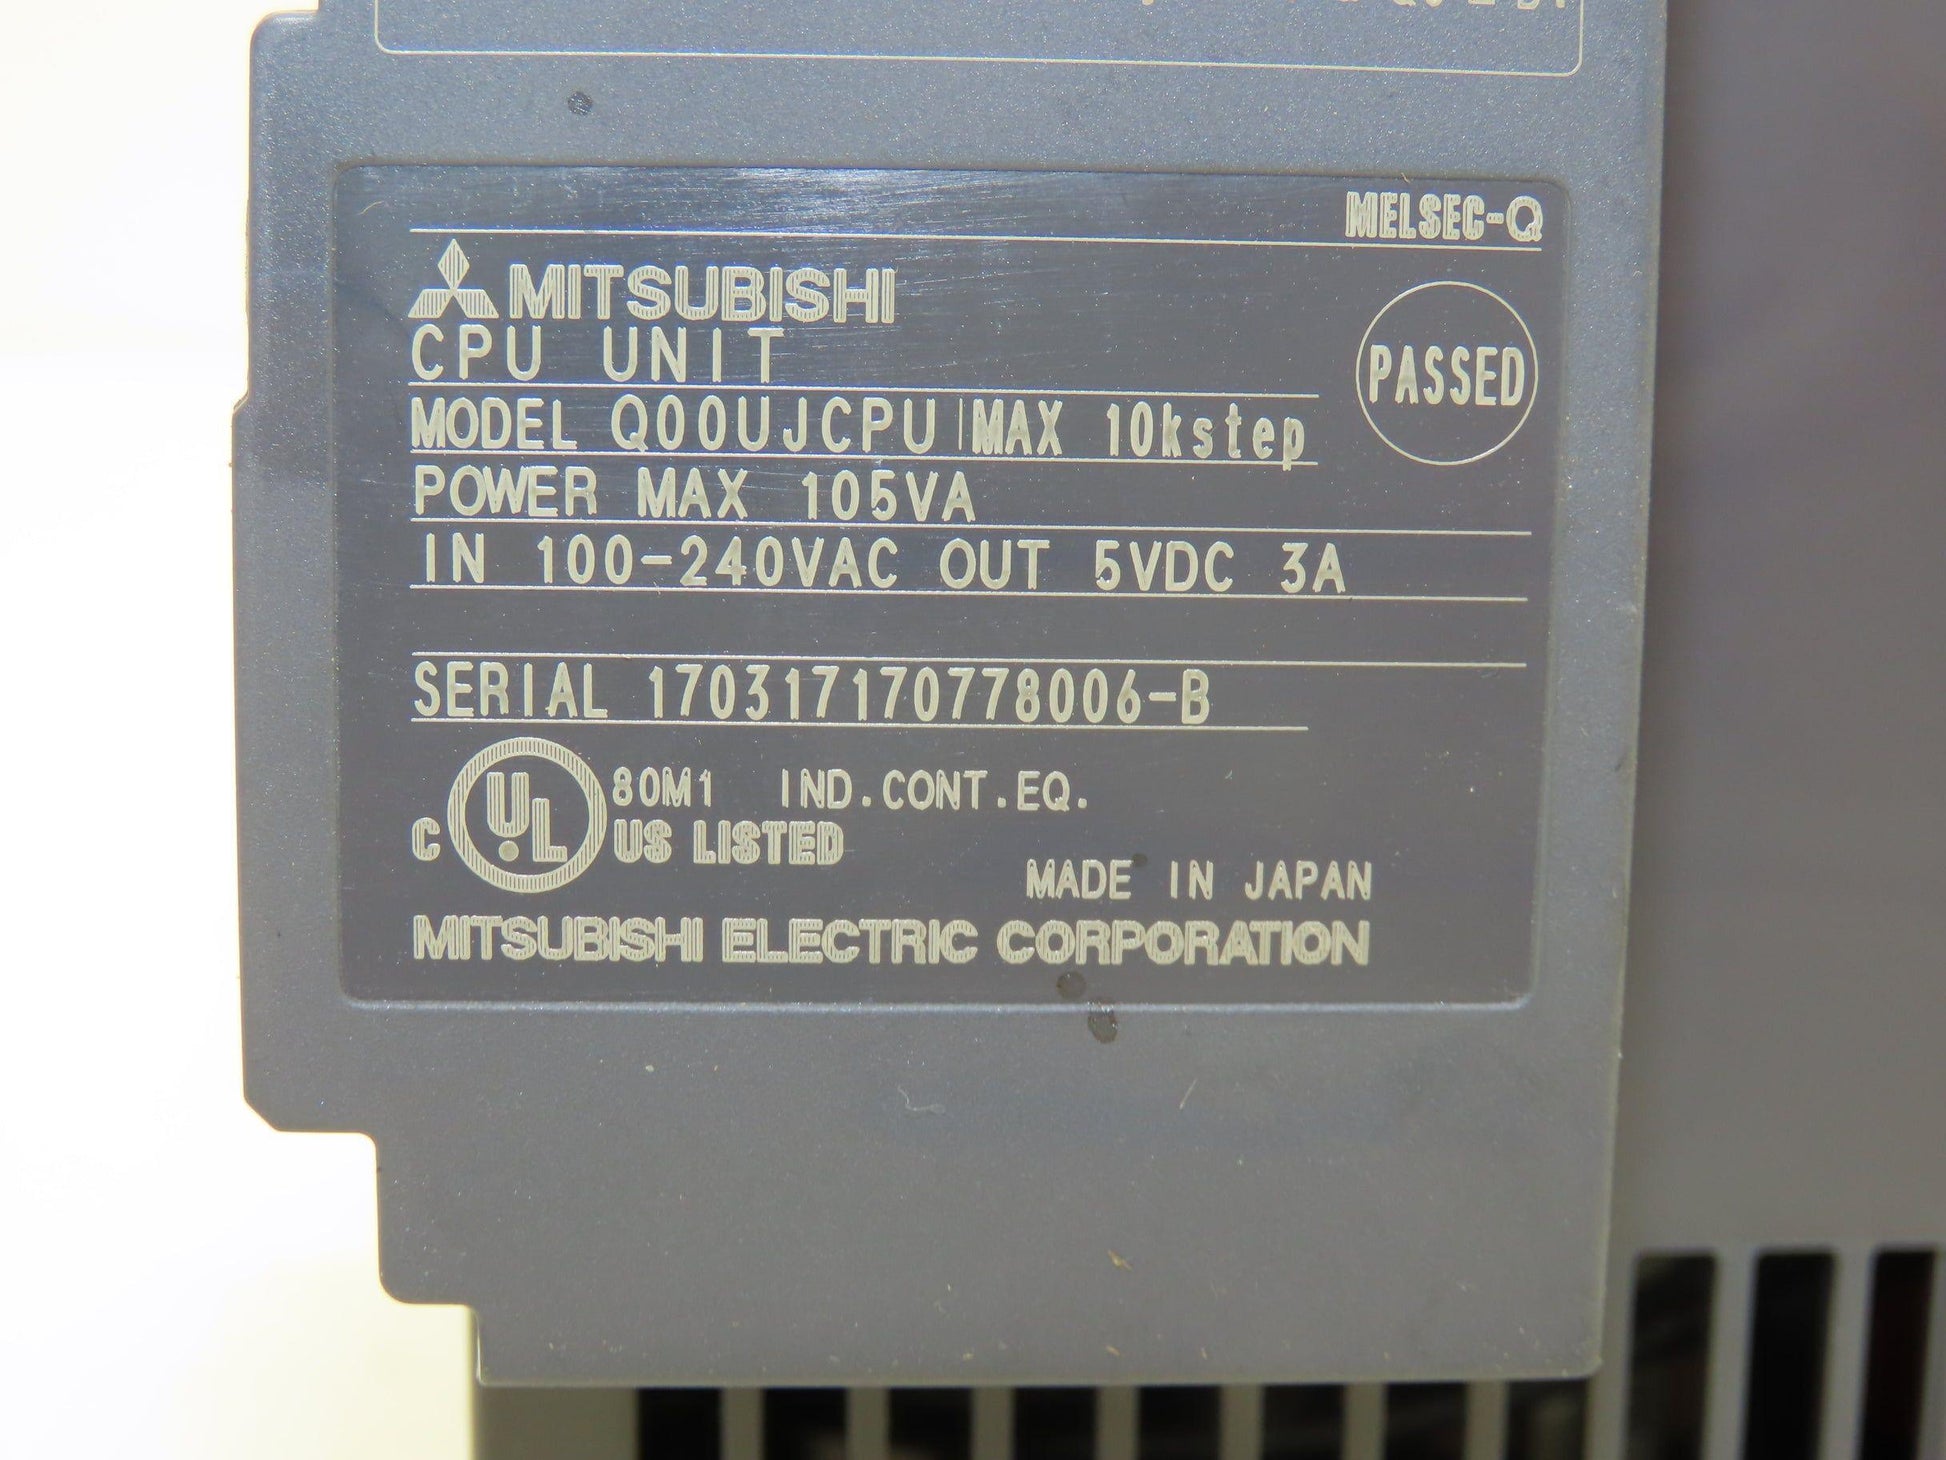 MELSEC-Q
MITSUBISHI
CPU UNIT
PASSED
MODEL Q00UJCPU MAX 10kstep
POWER MAX 105VA
IN 100-240VAC OUT 5VDC 3A
SERIAL 170317170778006-B
C UL US LISTED
80M1 IND.CONT.EQ.
MADE IN JAPAN
MITSUBISHI ELECTRIC CORPORATION